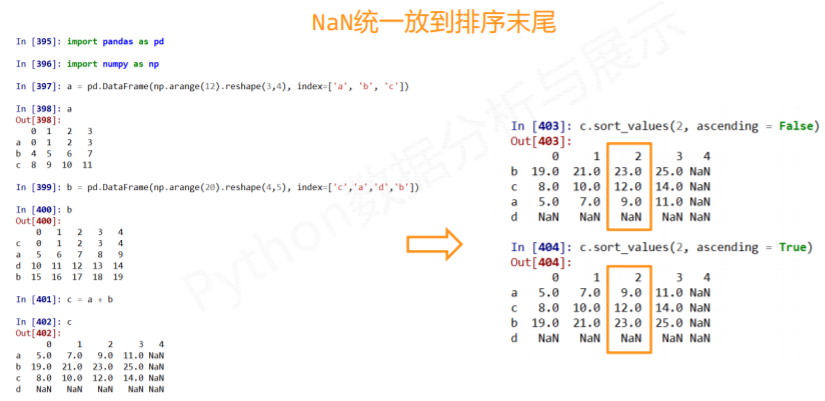 NaN统一放到排序末尾
In [395]: import pandas as pd
In [396]: import numpy as np
In [397]: a = pd.DataFrame(np.arange(12).reshape(3,4), index=['a', 'b', 'c'])
In [398]: a
Out[398]:
0 1 2 3
a 0 1 2 3
b 4 5 6 7
c 8 9 10 11
In [399]: b = pd.DataFrame(np.arange(20).reshape(4,5), index=['c','a','d','b'])
In [400]: b
Out[400]:
0 1 2 3 4
c 0 1 2 3 4
a 5 6 7 8 9
d 10 11 12 13 14
b 15 16 17 18 19
In [401]: c = a + b
In [402]: c
Out[402]:
0 1 2 3 4
a 5.0 7.0 9.0 11.0 NaN
b 19.0 21.0 23.0 25.0 NaN
c 8.0 10.0 12.0 14.0 NaN
d NaN NaN NaN NaN NaN
In [403]: c.sort_values(2, ascending = False)
Out[403]:
0 1 2 3 4
b 19.0 21.0 23.0 25.0 NaN
c 8.0 10.0 12.0 14.0 NaN
a 5.0 7.0 9.0 11.0 NaN
d NaN NaN NaN NaN NaN
In [404]: c.sort_values(2, ascending = True)
Out[404]:
0 1 2 3 4
a 5.0 7.0 9.0 11.0 NaN
c 8.0 10.0 12.0 14.0 NaN
b 19.0 21.0 23.0 25.0 NaN
d NaN NaN NaN NaN NaN
Python数据分析与展示